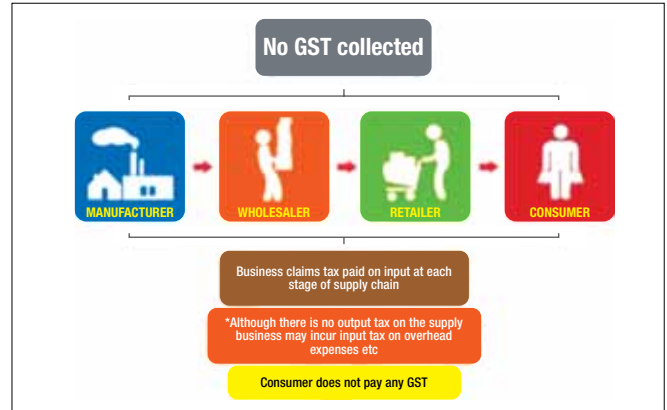 No GST collected
MANUFACTURER
WHOLESALER
RETAILER
CONSUMER
Business claims tax paid on input at each
stage of supply chain
*Although there is no output tax on the supply
business may incur input tax on overhead
expenses etc
Consumer does not pay any GST